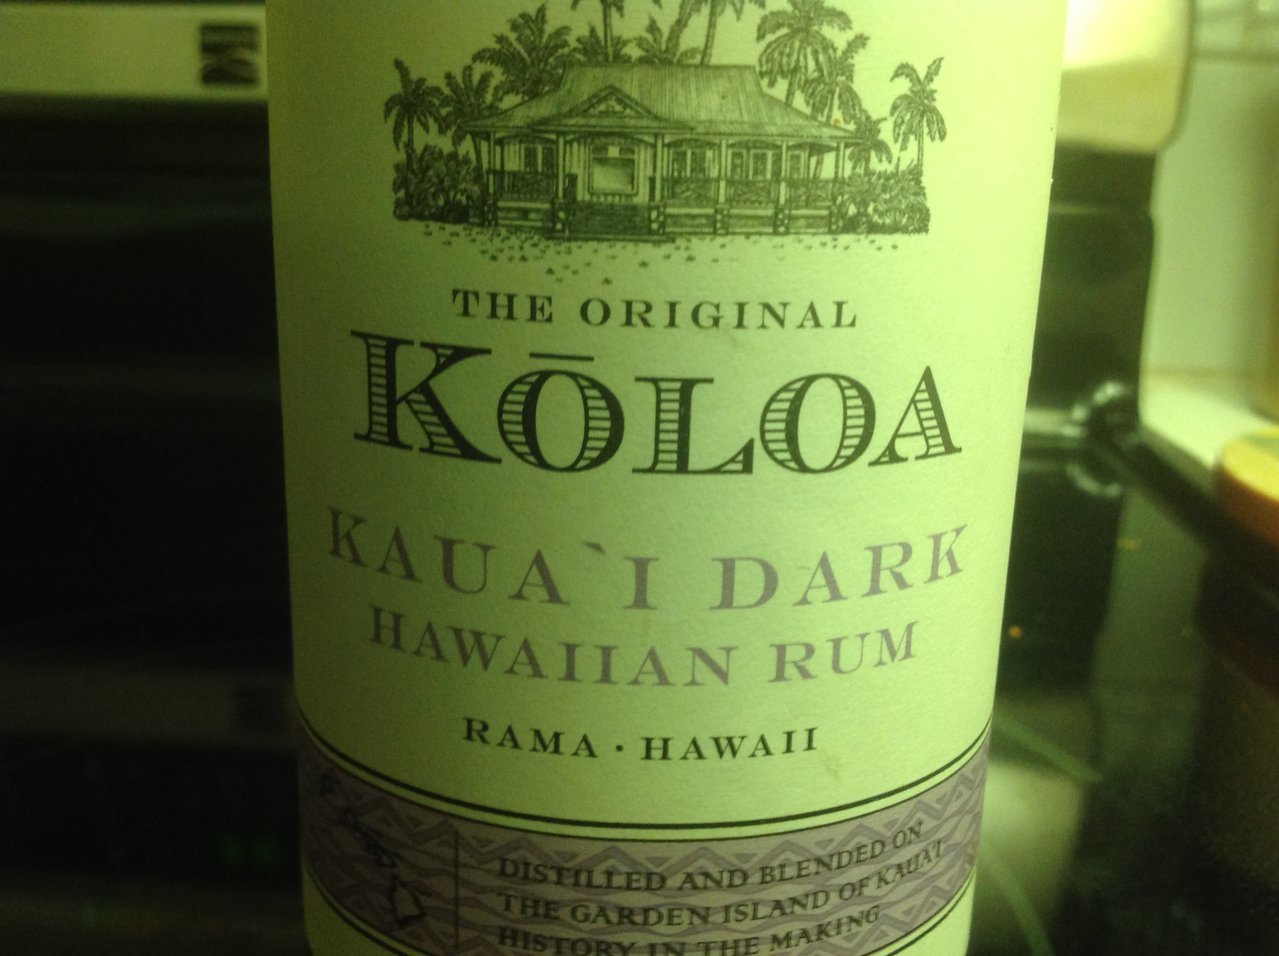 THE ORIGINAL
KŌLOA
KAUA`I DARK
HAWAIIAN RUM
RAMA · HAWAII
DISTILLED AND BLENDED ON
THE GARDEN ISLAND OF KAUA'I
HISTORY IN THE MAKING